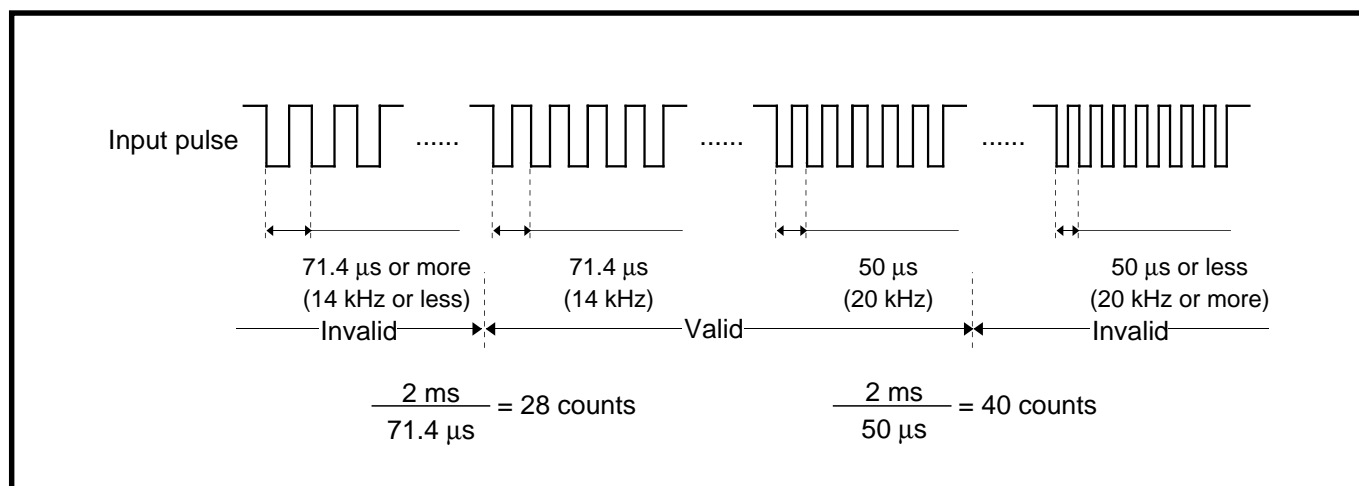 Input pulse
......
......
......
71.4 μs or more
(14 kHz or less)
71.4 μs
(14 kHz)
50 μs
(20 kHz)
50 μs or less
(20 kHz or more)
Invalid
Valid
Invalid
2 ms
71.4 μs
= 28 counts
2 ms
50 μs
= 40 counts